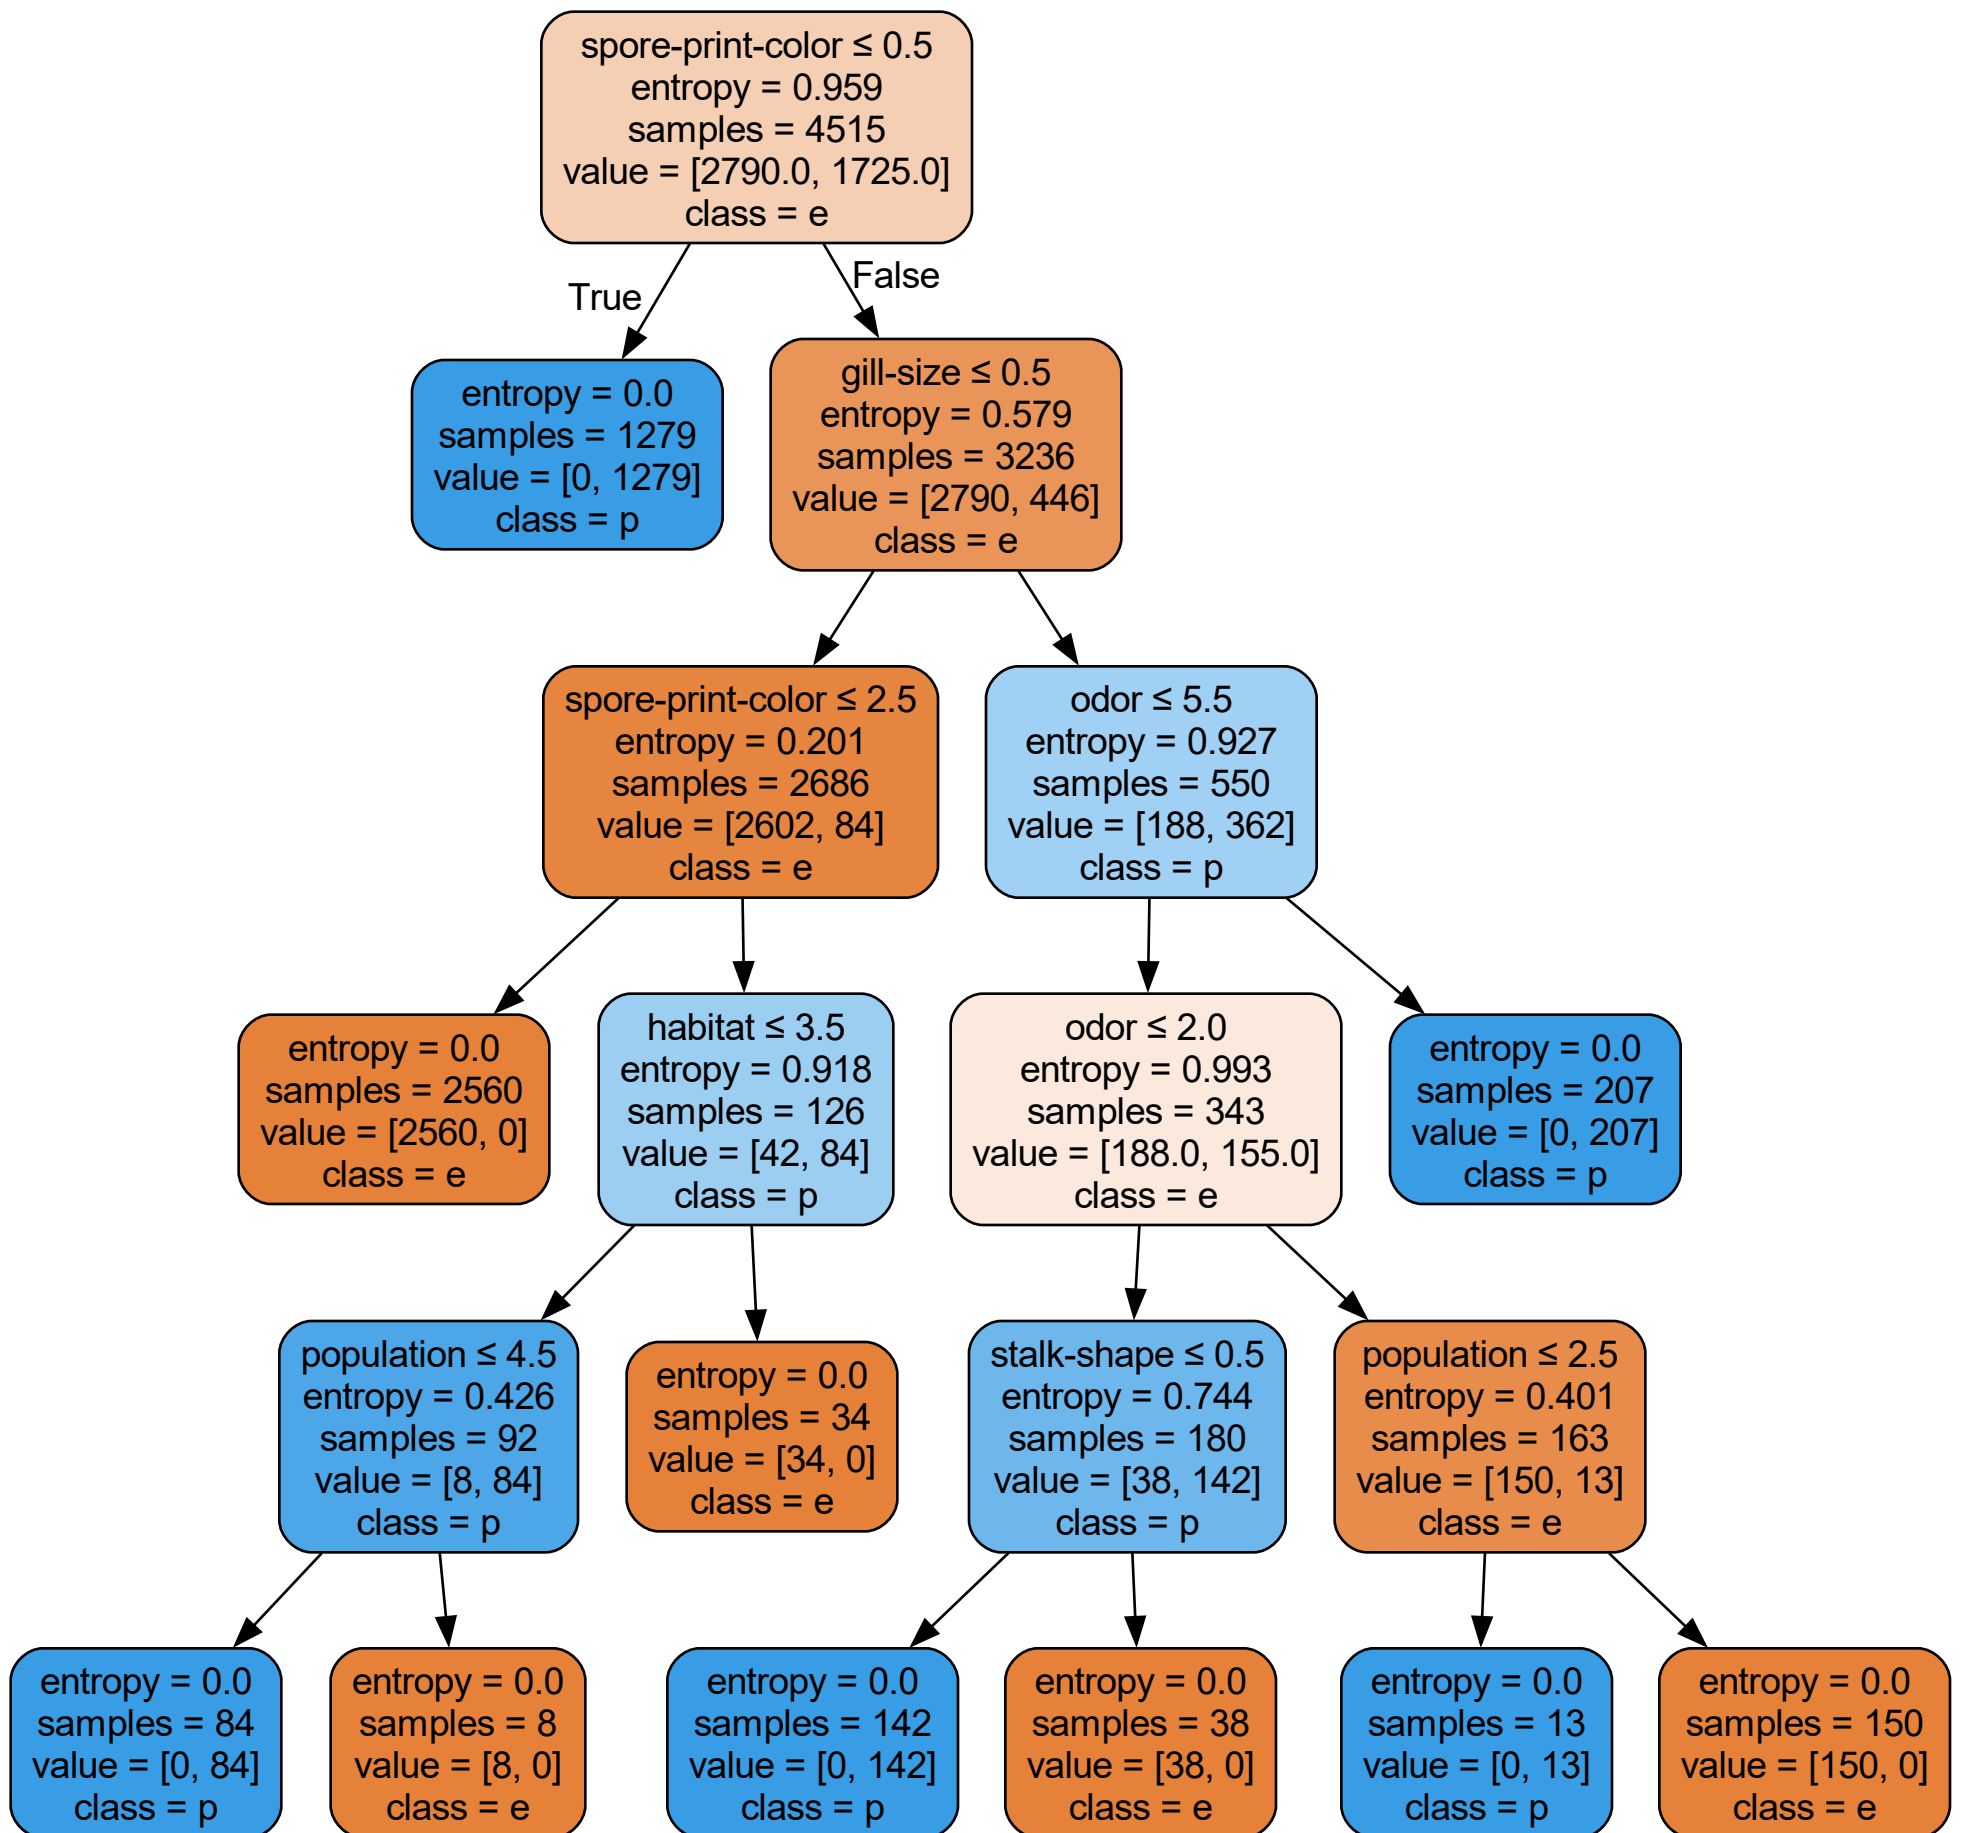 spore-print-color ≤ 0.5
entropy = 0.959
samples = 4515
value = [2790.0, 1725.0]
class = e
True
False
entropy = 0.0
samples = 1279
value = [0, 1279]
class = p
gill-size ≤ 0.5
entropy = 0.579
samples = 3236
value = [2790, 446]
class = e
spore-print-color ≤ 2.5
entropy = 0.201
samples = 2686
value = [2602, 84]
class = e
odor ≤ 5.5
entropy = 0.927
samples = 550
value = [188, 362]
class = p
entropy = 0.0
samples = 2560
value = [2560, 0]
class = e
habitat ≤ 3.5
entropy = 0.918
samples = 126
value = [42, 84]
class = p
odor ≤ 2.0
entropy = 0.993
samples = 343
value = [188.0, 155.0]
class = e
entropy = 0.0
samples = 207
value = [0, 207]
class = p
population ≤ 4.5
entropy = 0.426
samples = 92
value = [8, 84]
class = p
entropy = 0.0
samples = 34
value = [34, 0]
class = e
stalk-shape ≤ 0.5
entropy = 0.744
samples = 180
value = [38, 142]
class = p
population ≤ 2.5
entropy = 0.401
samples = 163
value = [150, 13]
class = e
entropy = 0.0
samples = 84
value = [0, 84]
class = p
entropy = 0.0
samples = 8
value = [8, 0]
class = e
entropy = 0.0
samples = 142
value = [0, 142]
class = p
entropy = 0.0
samples = 38
value = [38, 0]
class = e
entropy = 0.0
samples = 13
value = [0, 13]
class = p
entropy = 0.0
samples = 150
value = [150, 0]
class = e